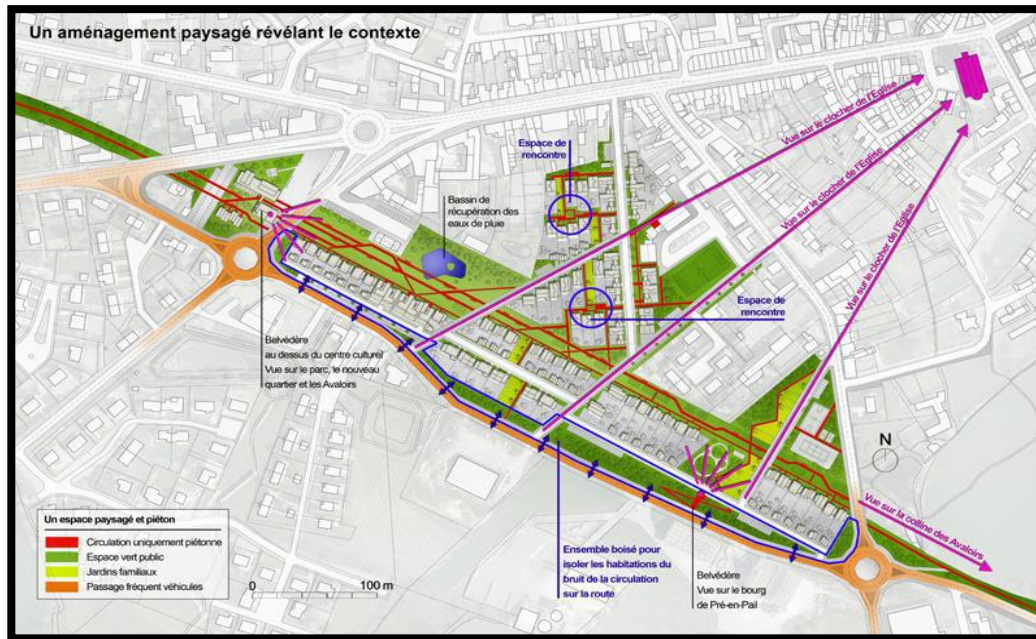 Un aménagement paysagé révélant le contexte
Vue sur le clocher de l'Eglise
Vue sur le clocher de l'Eglise
Vue sur le clocher de l'Eglise
Espace de
rencontre
Bassin de
récupération des
eaux de pluie
Espace de
rencontre
Belvédère
au dessus du centre culturel
Vue sur le parc, le nouveau
quartier et les Avaloirs
N
Vue sur la colline des Avaloirs
Un espace paysagé et piéton
Circulation uniquement piétonne
Espace vert public
Jardins familiaux
Passage fréquent véhicules
0 100 m
Ensemble boisé pour
isoler les habitations du
bruit de la circulation
sur la route
Belvédère
Vue sur le bourg
de Pré-en-Pail